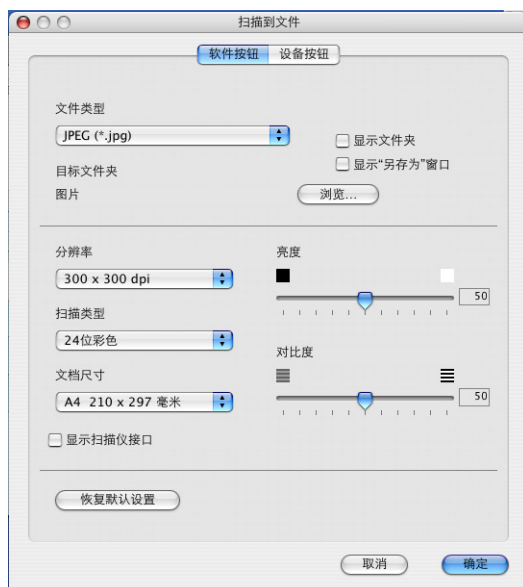 扫描到文件
软件按钮 设备按钮
文件类型
JPEG (*.jpg)
显示文件夹
显示“另存为”窗口
目标文件夹
图片
浏览...
分辨率
300 x 300 dpi
亮度
50
扫描类型
24位彩色
对比度
50
文档尺寸
A4 210 x 297 毫米
显示扫描仪接口
恢复默认设置
取消 确定